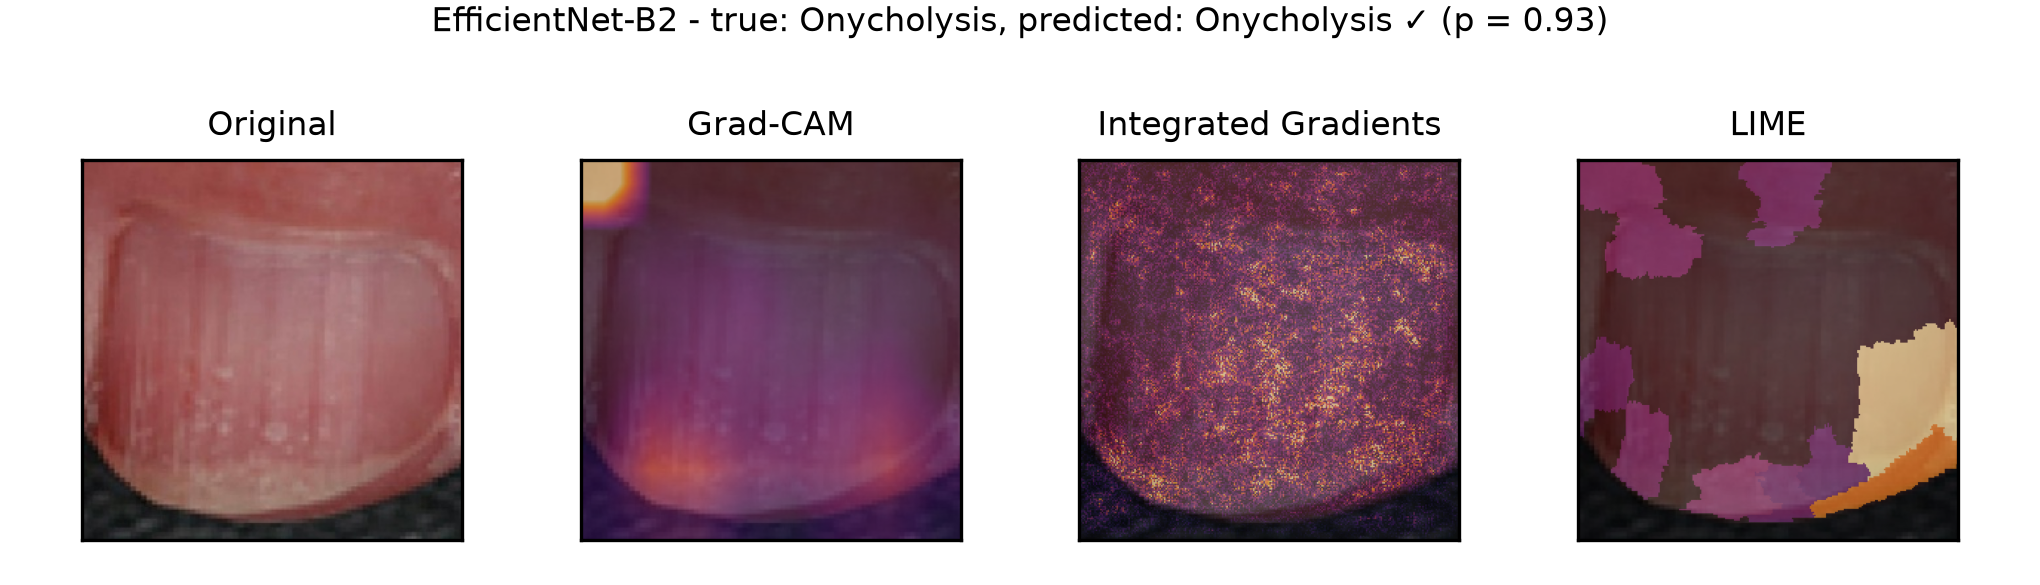 EfficientNet-B2 - true: Onycholysis, predicted: Onycholysis ✓ (p = 0.93)
Original
Grad-CAM
Integrated Gradients
LIME